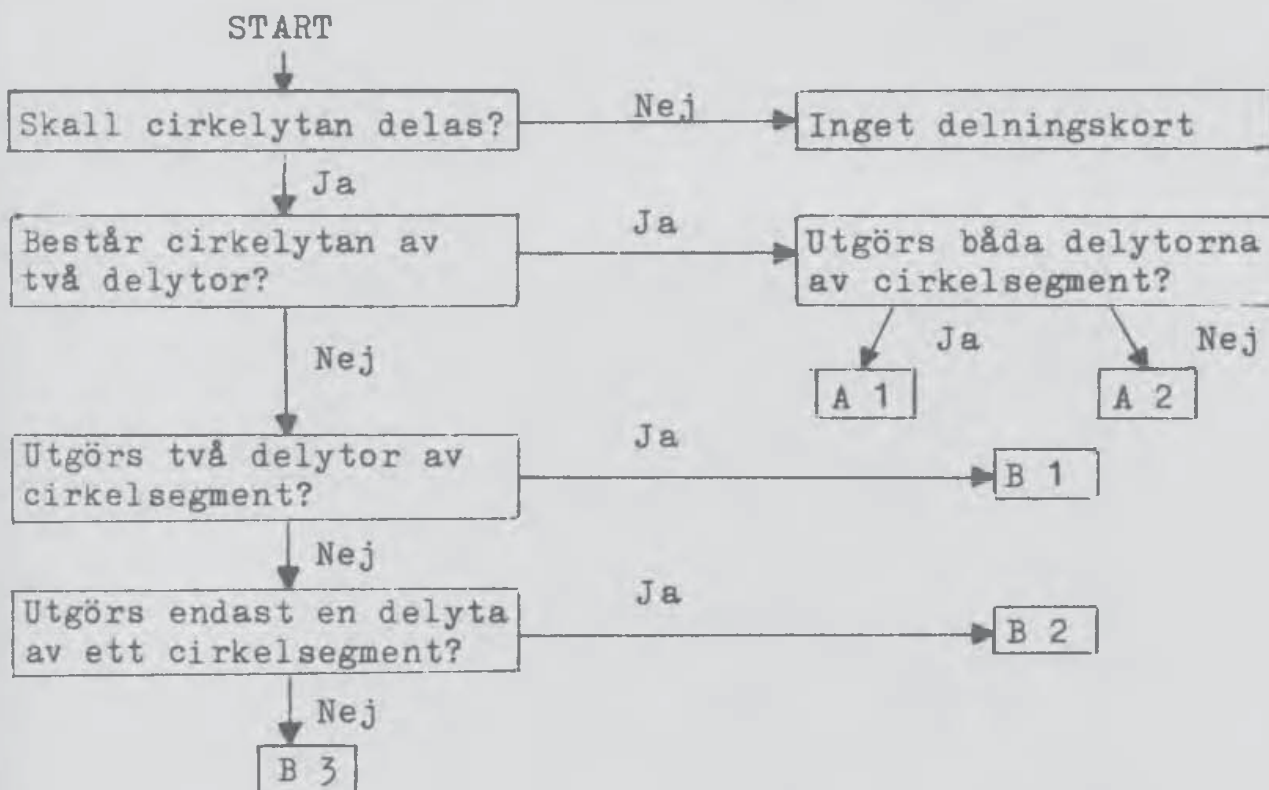 START
Skall cirkelytan delas?
Nej
Inget delningskort
Ja
Består cirkelytan av
två delytor?
Ja
Utgörs båda delytorna
av cirkelsegment?
Ja
Nej
A 1
A 2
Nej
Utgörs två delytor av
cirkelsegment?
Ja
B 1
Nej
Utgörs endast en delyta
av ett cirkelsegment?
Ja
B 2
Nej
B 3